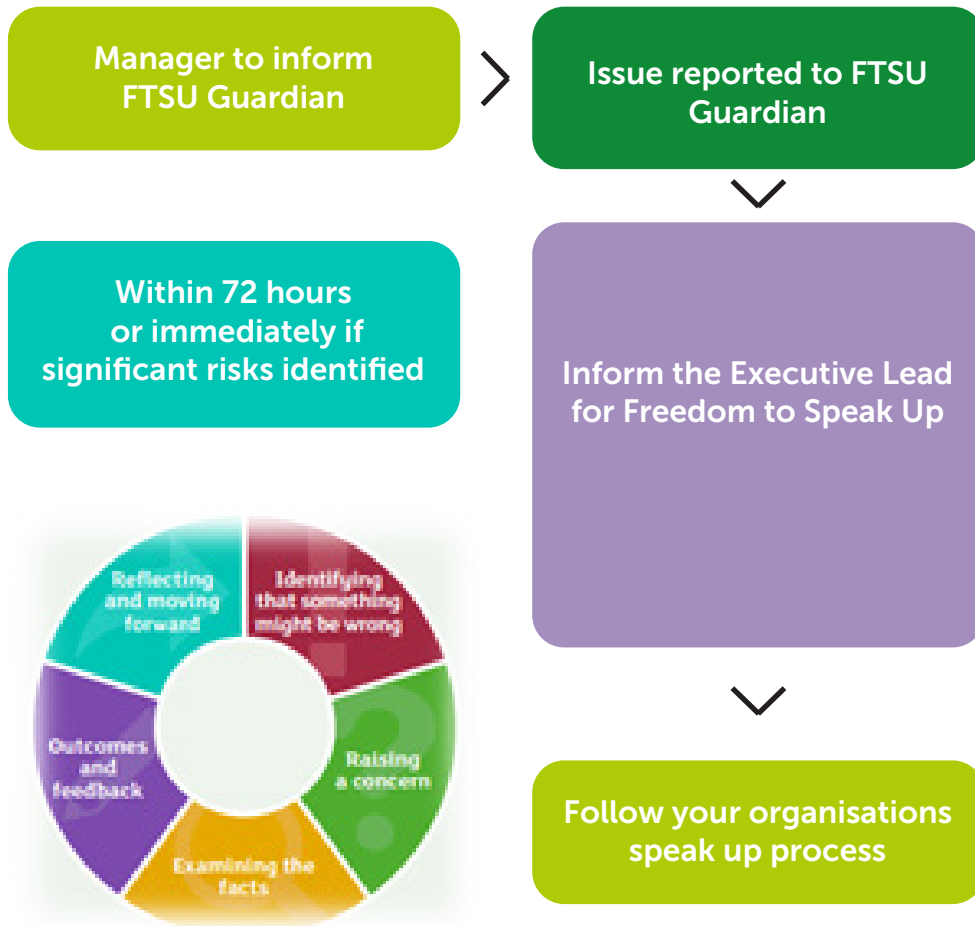 Manager to inform
FTSU Guardian
Issue reported to FTSU
Guardian
Within 72 hours
or immediately if
significant risks identified
Inform the Executive Lead
for Freedom to Speak Up
Reflecting
and moving
forward
Identifying
that something
might be wrong
Outcomes
and
feedback
Raising
a concern
Examining the
facts
Follow your organisations
speak up process